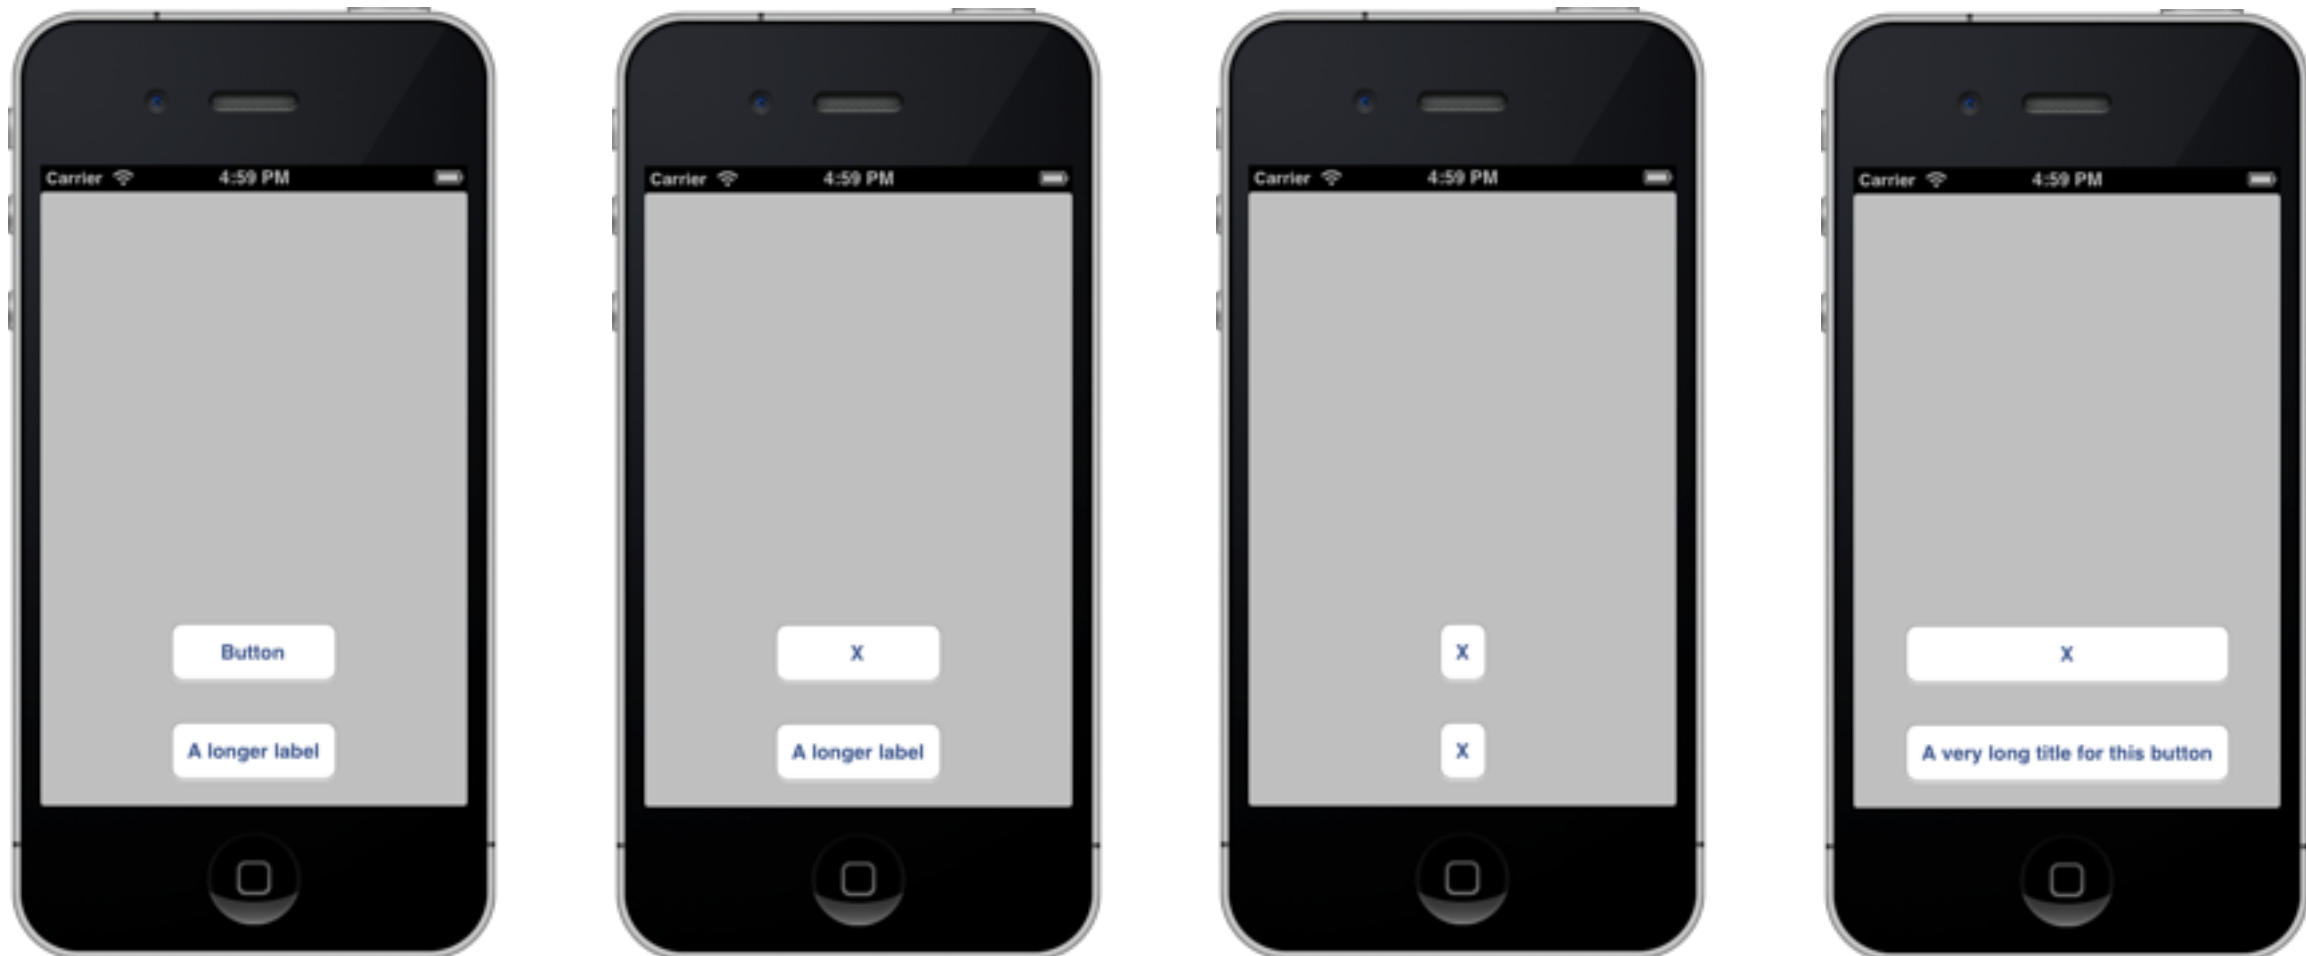 Carrier 4:59 PM
Button
A longer label
Carrier 4:59 PM
X
A longer label
Carrier 4:59 PM
X
X
Carrier 4:59 PM
X
A very long title for this button